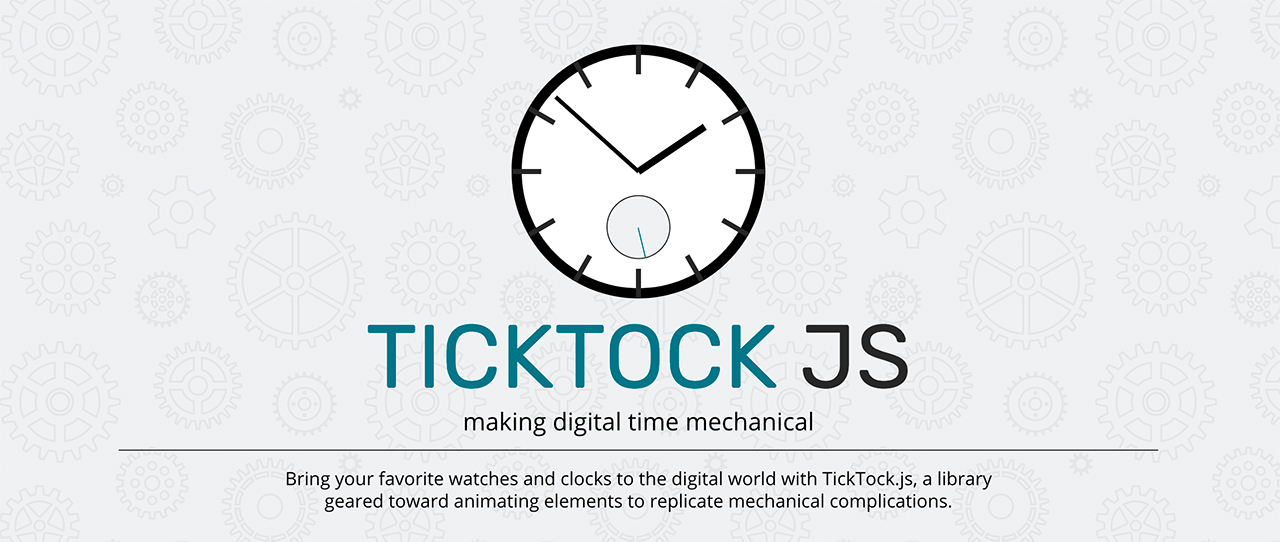 TICKTOCK JS
making digital time mechanical
Bring your favorite watches and clocks to the digital world with TickTock.js, a library
geared toward animating elements to replicate mechanical complications.